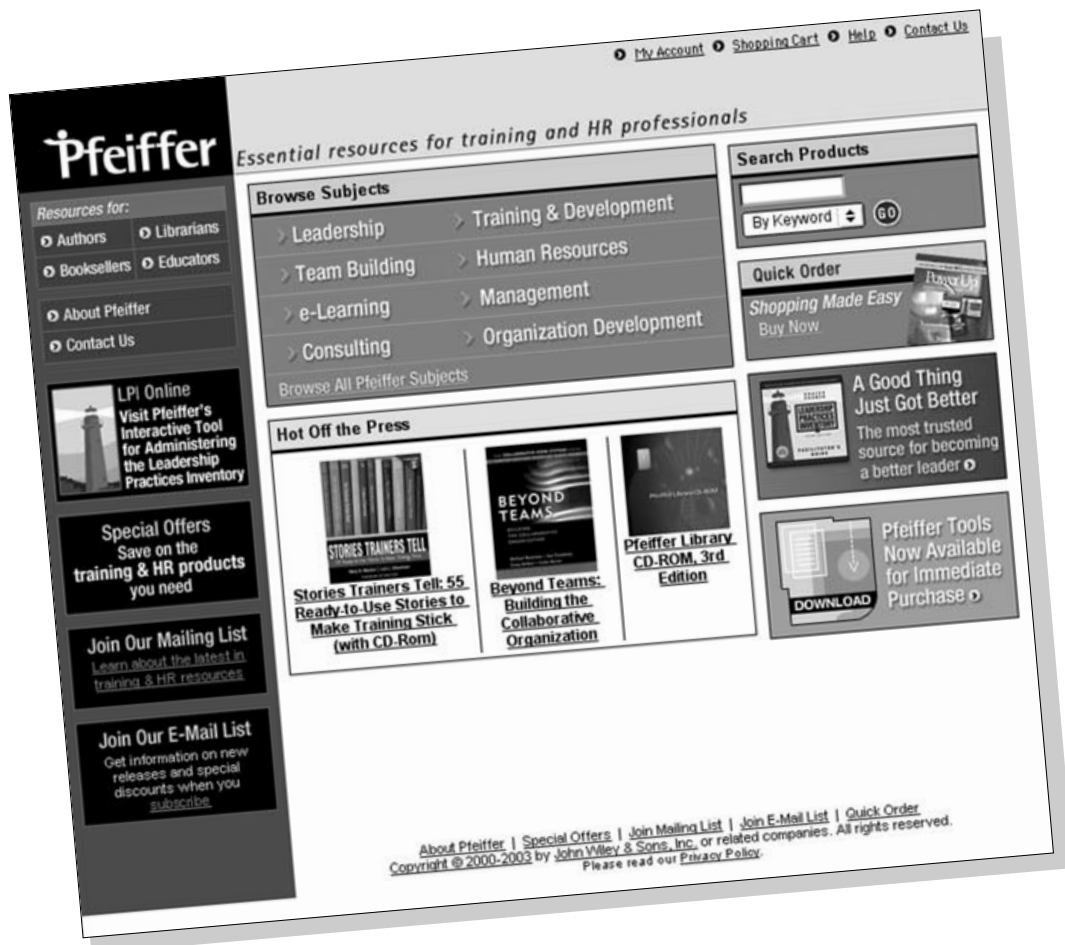 My Account Shopping Cart Help Contact Us
Pfeiffer
Essential resources for training and HR professionals
Resources for:
Authors Librarians
Booksellers Educators
About Pfeiffer
Contact Us
LPI Online
Visit Pfeiffer's
Interactive Tool
for Administering
the Leadership
Practices Inventory
Special Offers
Save on the
training & HR products
you need
Join Our Mailing List
Learn about the latest in
training & HR resources
Join Our E-Mail List
Get information on new
releases and special
discounts when you
subscribe
Browse Subjects
Leadership Training & Development
Team Building Human Resources
e-Learning Management
Consulting Organization Development
Browse All Pfeiffer Subjects
Hot Off the Press
STORIES TRAINERS TELL
Stories Trainers Tell: 55
Ready-to-Use Stories to
Make Training Stick
(with CD-Rom)
BEYOND
TEAMS
Beyond Teams:
Building the
Collaborative
Organization
Pfeiffer Library
CD-ROM, 3rd
Edition
Search Products
By Keyword GO
Quick Order
Power Up
Shopping Made Easy
Buy Now
LEADERSHIP
PRACTICES
INVENTORY
FACILITATOR'S
GUIDE
A Good Thing
Just Got Better
The most trusted
source for becoming
a better leader
DOWNLOAD
Pfeiffer Tools
Now Available
for Immediate
Purchase
About Pfeiffer | Special Offers | Join Mailing List | Join E-Mail List | Quick Order
Copyright © 2000-2003 by John Wiley & Sons, Inc. or related companies. All rights reserved.
Please read our Privacy Policy.